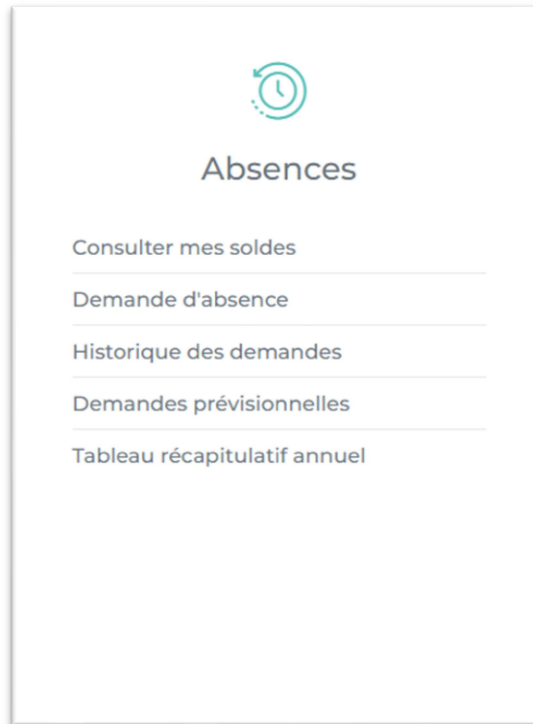 Absences
Consulter mes soldes
Demande d'absence
Historique des demandes
Demandes prévisionnelles
Tableau récapitulatif annuel